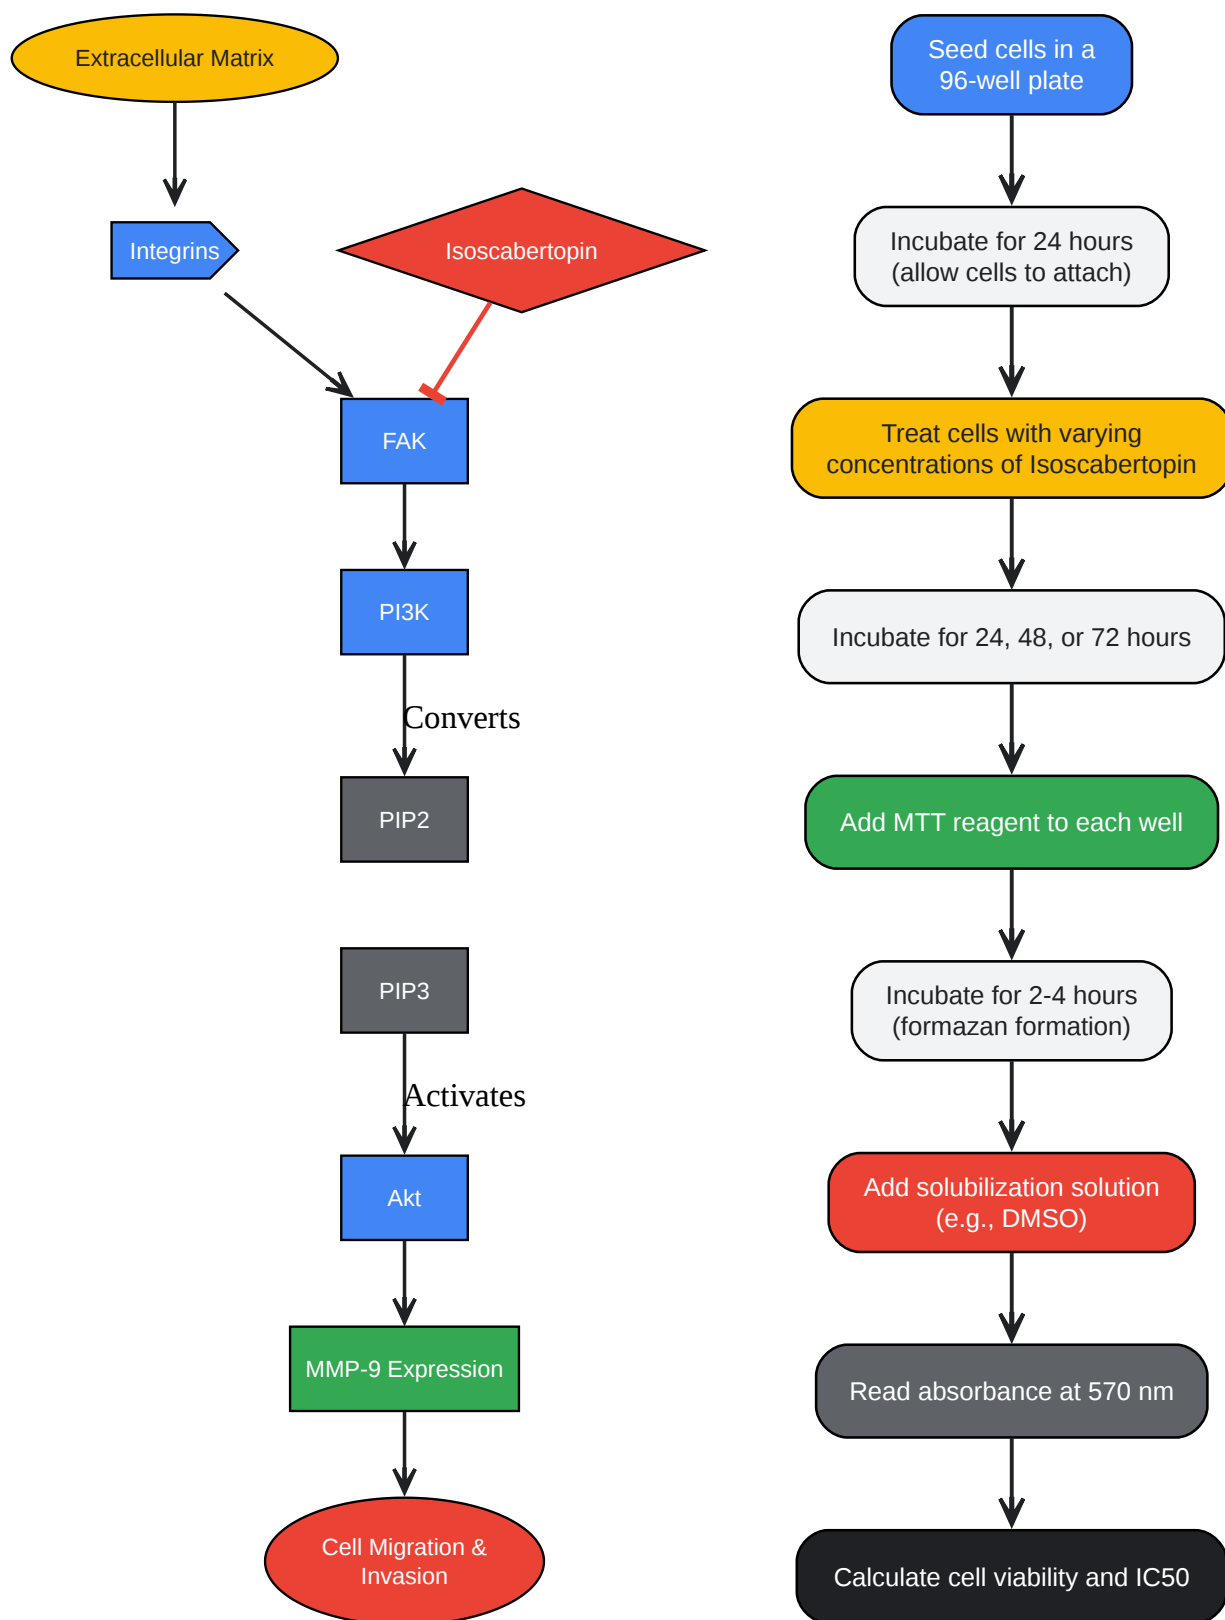 Extracellular Matrix
Integrins
Isoscabertopin
FAK
PI3K
Converts
PIP2
PIP3
Activates
Akt
MMP-9 Expression
Cell Migration &
Invasion
Seed cells in a
96-well plate
Incubate for 24 hours
(allow cells to attach)
Treat cells with varying
concentrations of Isoscabertopin
Incubate for 24, 48, or 72 hours
Add MTT reagent to each well
Incubate for 2-4 hours
(formazan formation)
Add solubilization solution
(e.g., DMSO)
Read absorbance at 570 nm
Calculate cell viability and IC50